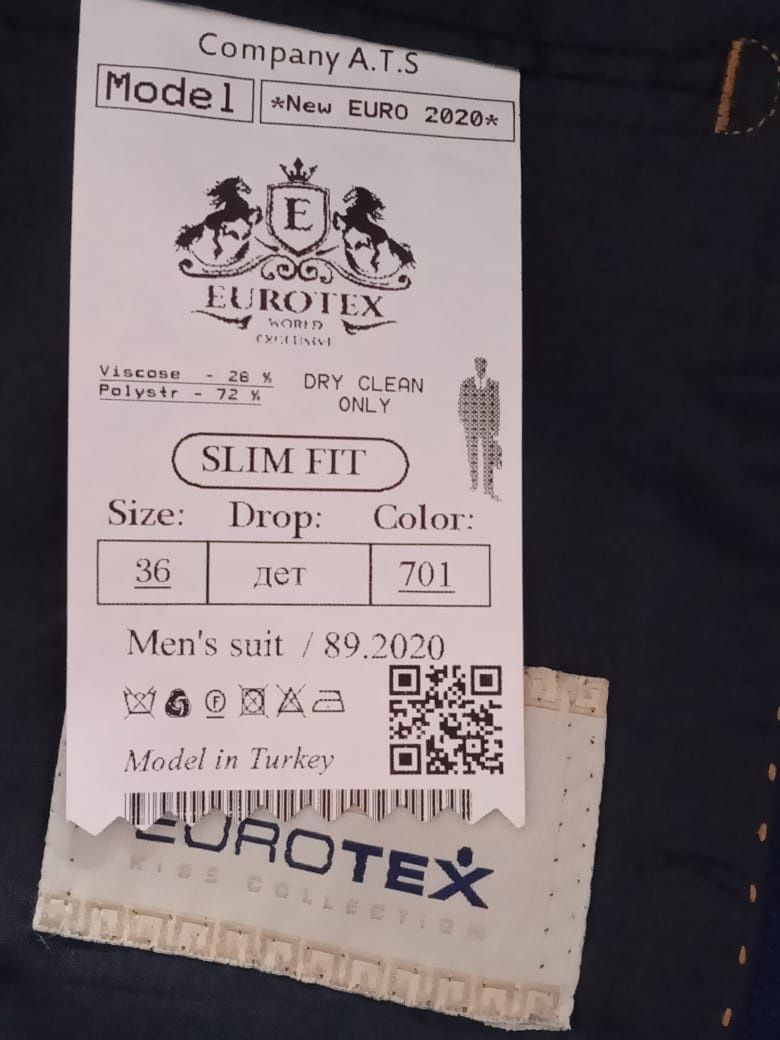 Company A.T.S
Model
*New EURO 2020*
E
EUROTEX
WORLD
EXCLUSIVE
Viscose - 28 %
Polystr - 72 %
DRY CLEAN
ONLY
SLIM FIT
Size: Drop: Color:
36 дет 701
Men's suit / 89.2020
F
Model in Turkey
EUROTEX
KIDS COLLECTION